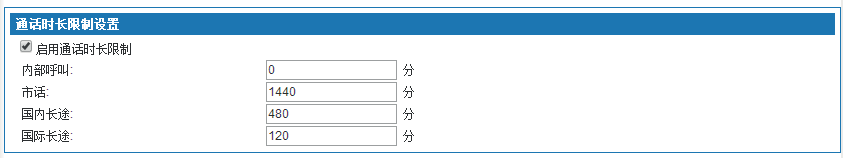 通话时长限制设置
启用通话时长限制
内部呼叫: 0 分
市话: 1440 分
国内长途: 480 分
国际长途: 120 分